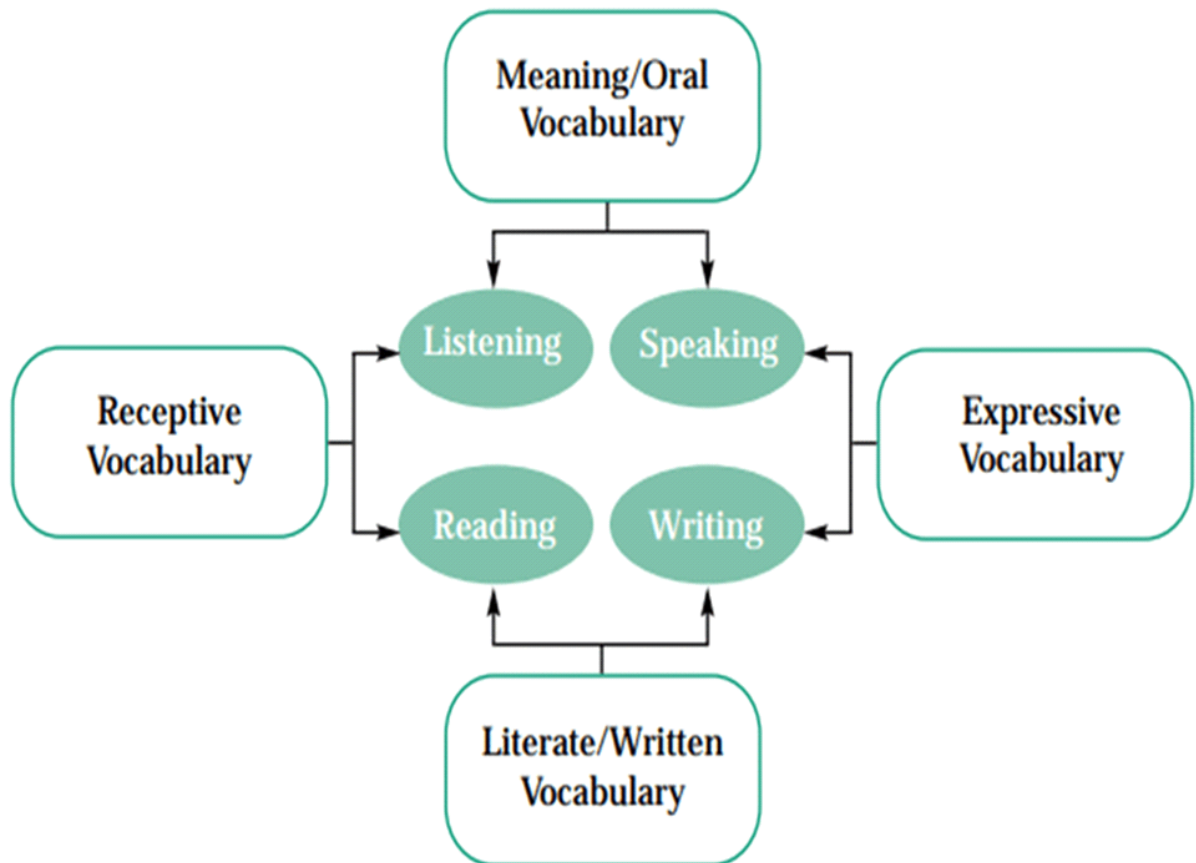 Meaning/Oral
Vocabulary
Listening
Speaking
Receptive
Vocabulary
Expressive
Vocabulary
Reading
Writing
Literate/Written
Vocabulary